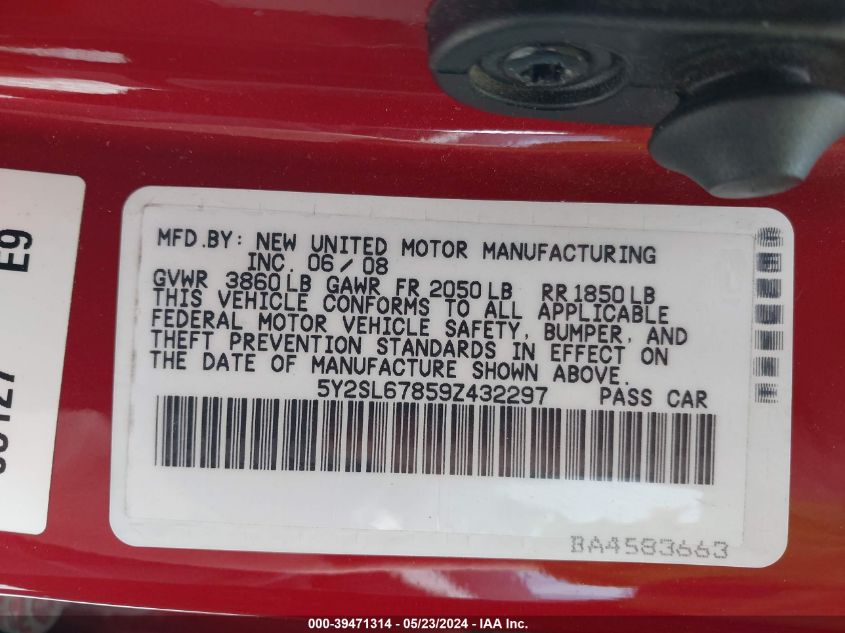 MFD.BY: NEW UNITED MOTOR MANUFACTURING
INC. 06/08
GVWR 3860LB GAWR FR 2050LB RR1850LB
THIS VEHICLE CONFORMS TO ALL APPLICABLE
FEDERAL MOTOR VEHICLE SAFETY, BUMPER, AND
THEFT PREVENTION STANDARDS IN EFFECT ON
THE DATE OF MANUFACTURE SHOWN ABOVE.
5Y2SL67859Z432297 PASS CAR
BA4583663
E9
000-39471314 - 05/23/2024 - IAA Inc.